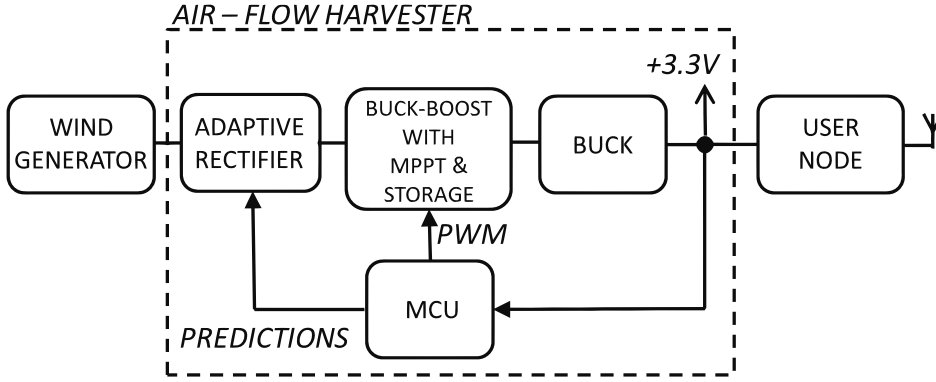 AIR – FLOW HARVESTER
+3.3V
WIND
GENERATOR
ADAPTIVE
RECTIFIER
BUCK-BOOST
WITH
MPPT &
STORAGE
BUCK
USER
NODE
PWM
MCU
PREDICTIONS